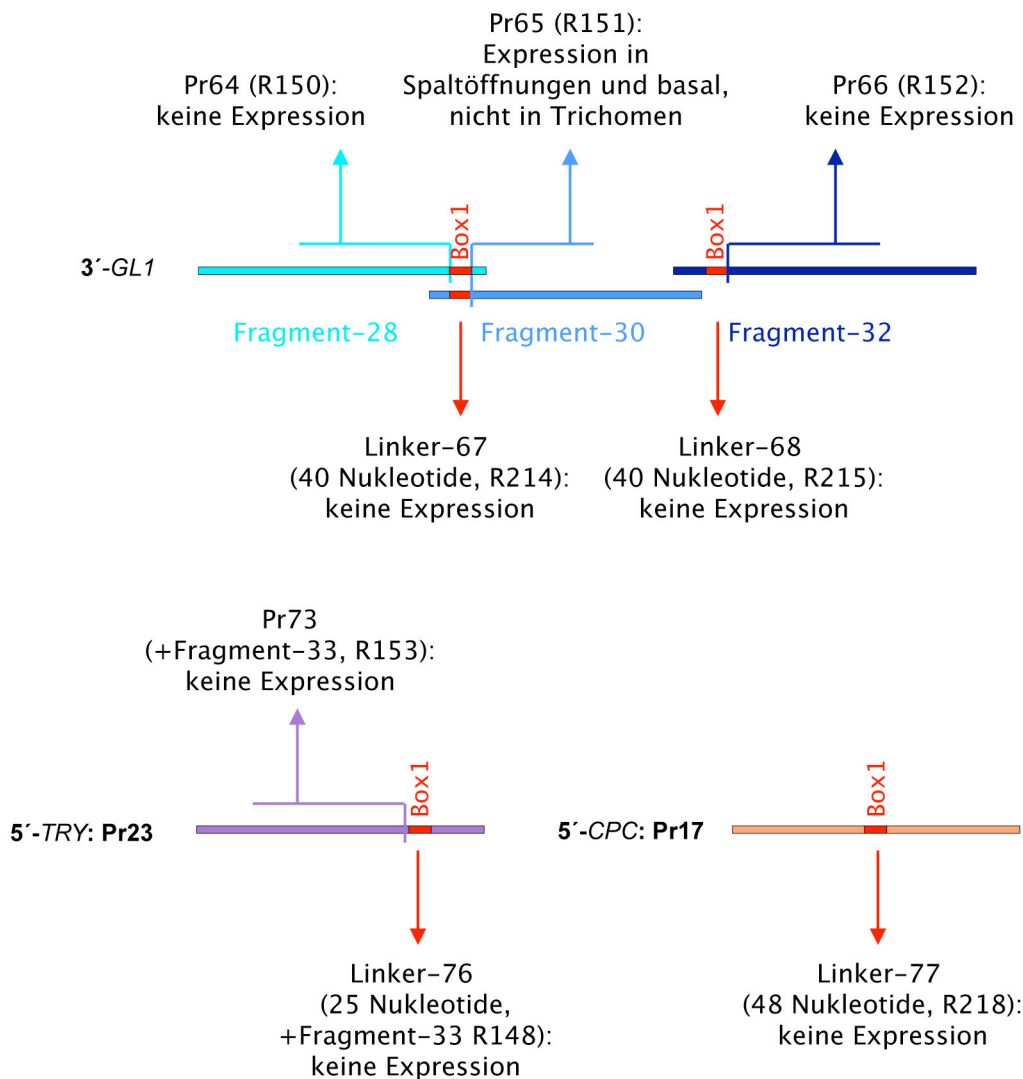 Pr65 (R151):
Expression in
Spaltöffnungen und basal,
nicht in Trichomen
Pr64 (R150):
keine Expression
Pr66 (R152):
keine Expression
Box1
Box1
3´-GL1
Fragment-28
Fragment-30
Fragment-32
Linker-67
(40 Nukleotide, R214):
keine Expression
Linker-68
(40 Nukleotide, R215):
keine Expression
Pr73
(+Fragment-33, R153):
keine Expression
Box1
Box1
5´-TRY: Pr23
5´-CPC: Pr17
Linker-76
(25 Nukleotide,
+Fragment-33 R148):
keine Expression
Linker-77
(48 Nukleotide, R218):
keine Expression